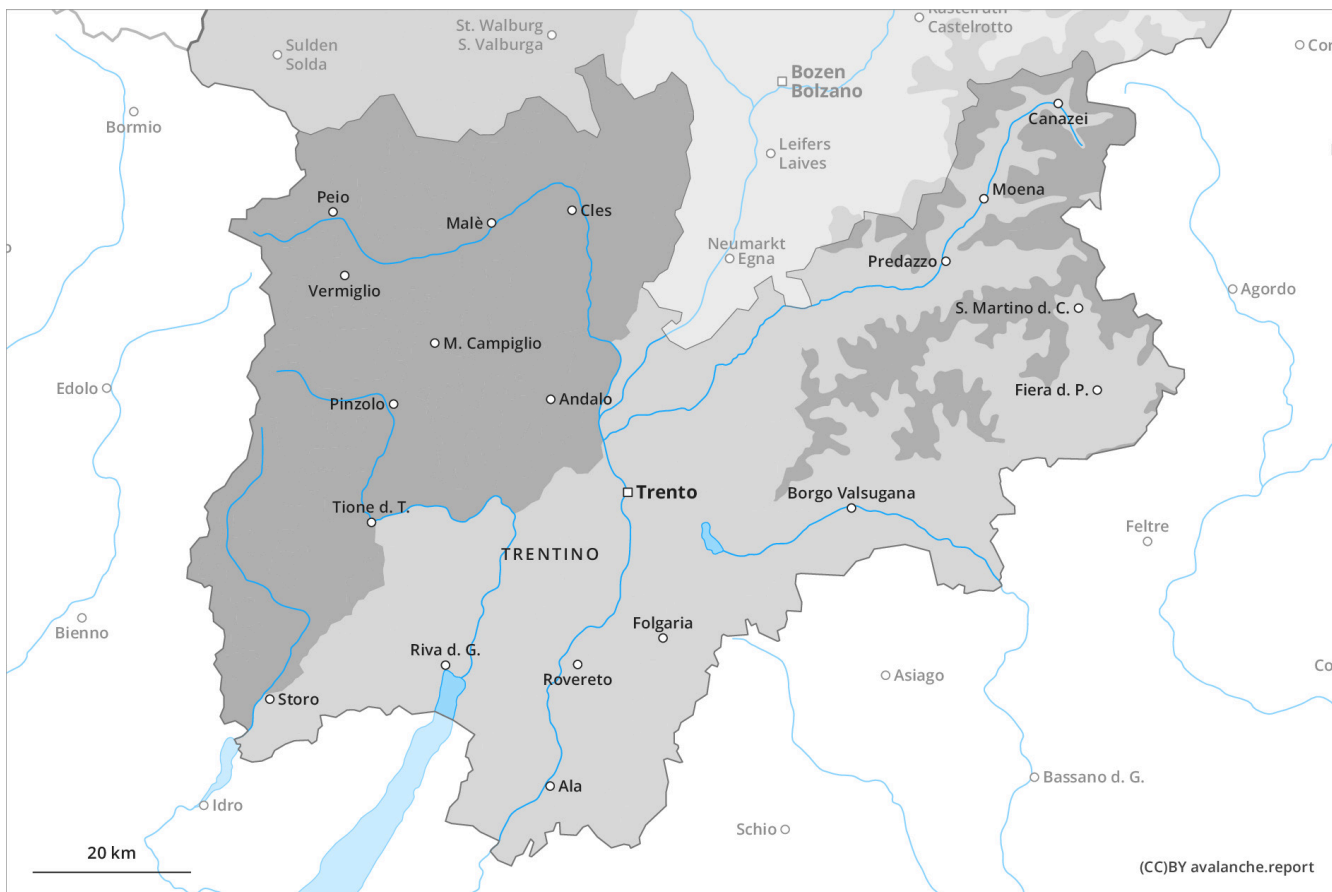 Kastelruth
Castelrotto
St. Walburg
S. Valburga
Sulden
Solda
Bozen
Bolzano
Bormio
Canazei
Leifers
Laives
Moena
Peio
Malè
Cles
Neumarkt
Egna
Predazzo
Vermiglio
Agordo
S. Martino d. C.
M. Campiglio
Edolo
Pinzolo
Andalo
Fiera d. P.
Trento
Borgo Valsugana
Tione d. T.
Feltre
TRENTINO
Bienno
Folgaria
Riva d. G.
Rovereto
Asiago
Storo
Bassano d. G.
Ala
Idro
Schio
20 km
(CC)BY avalanche.report